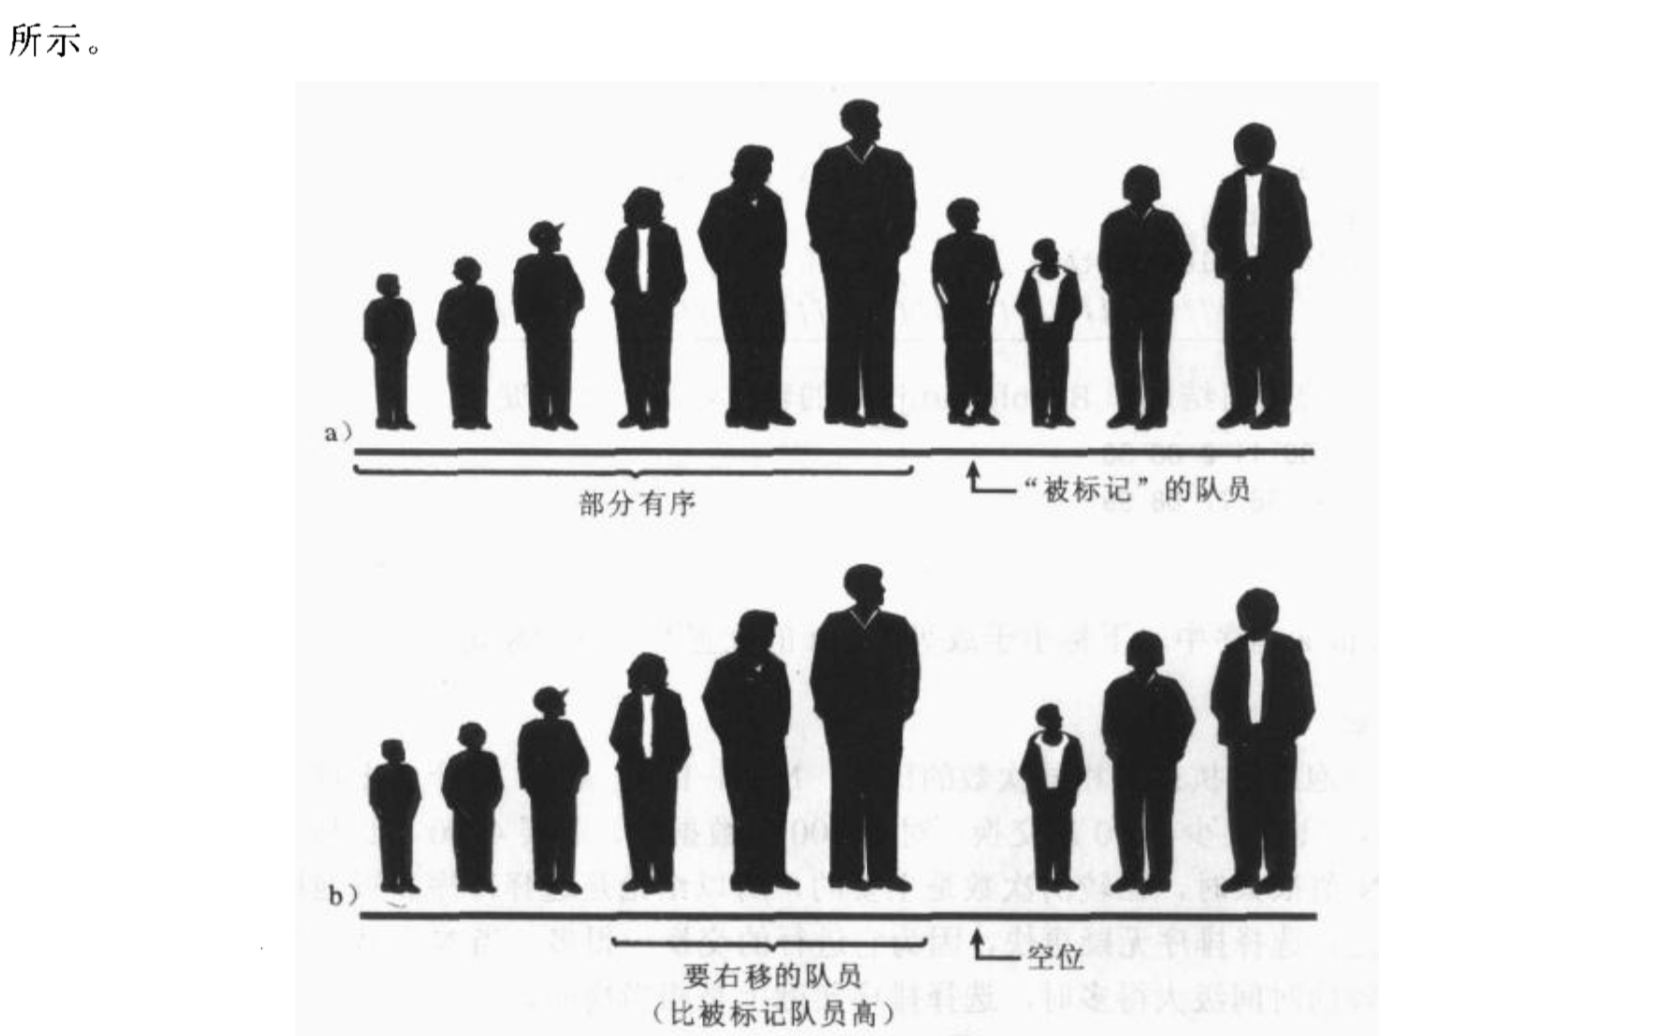 所示。
a)
部分有序
“被标记”的队员
b)
空位
要右移的队员
(比被标记队员高)